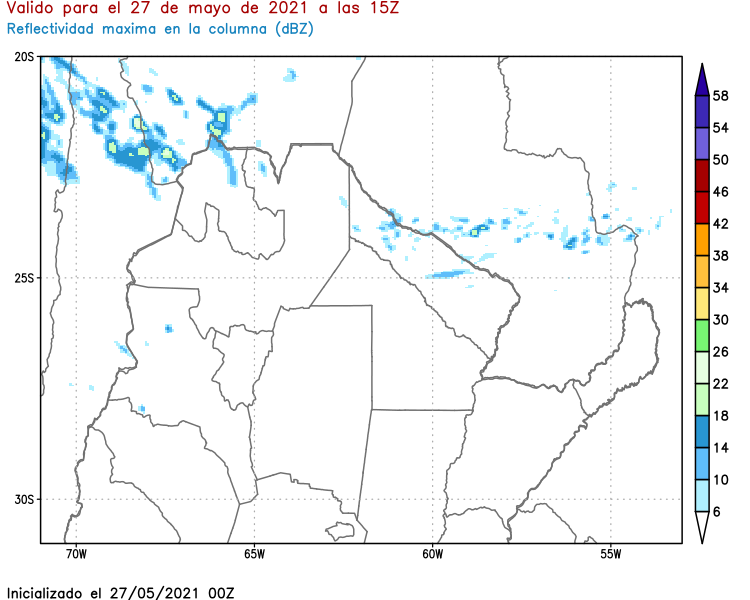 Valido para el 27 de mayo de 2021 a las 15Z
Reflectividad maxima en la columna (dBZ)
20S
25S
30S
70W 65W 60W 55W
58
54
50
46
42
38
34
30
26
22
18
14
10
6
Inicializado el 27/05/2021 00Z